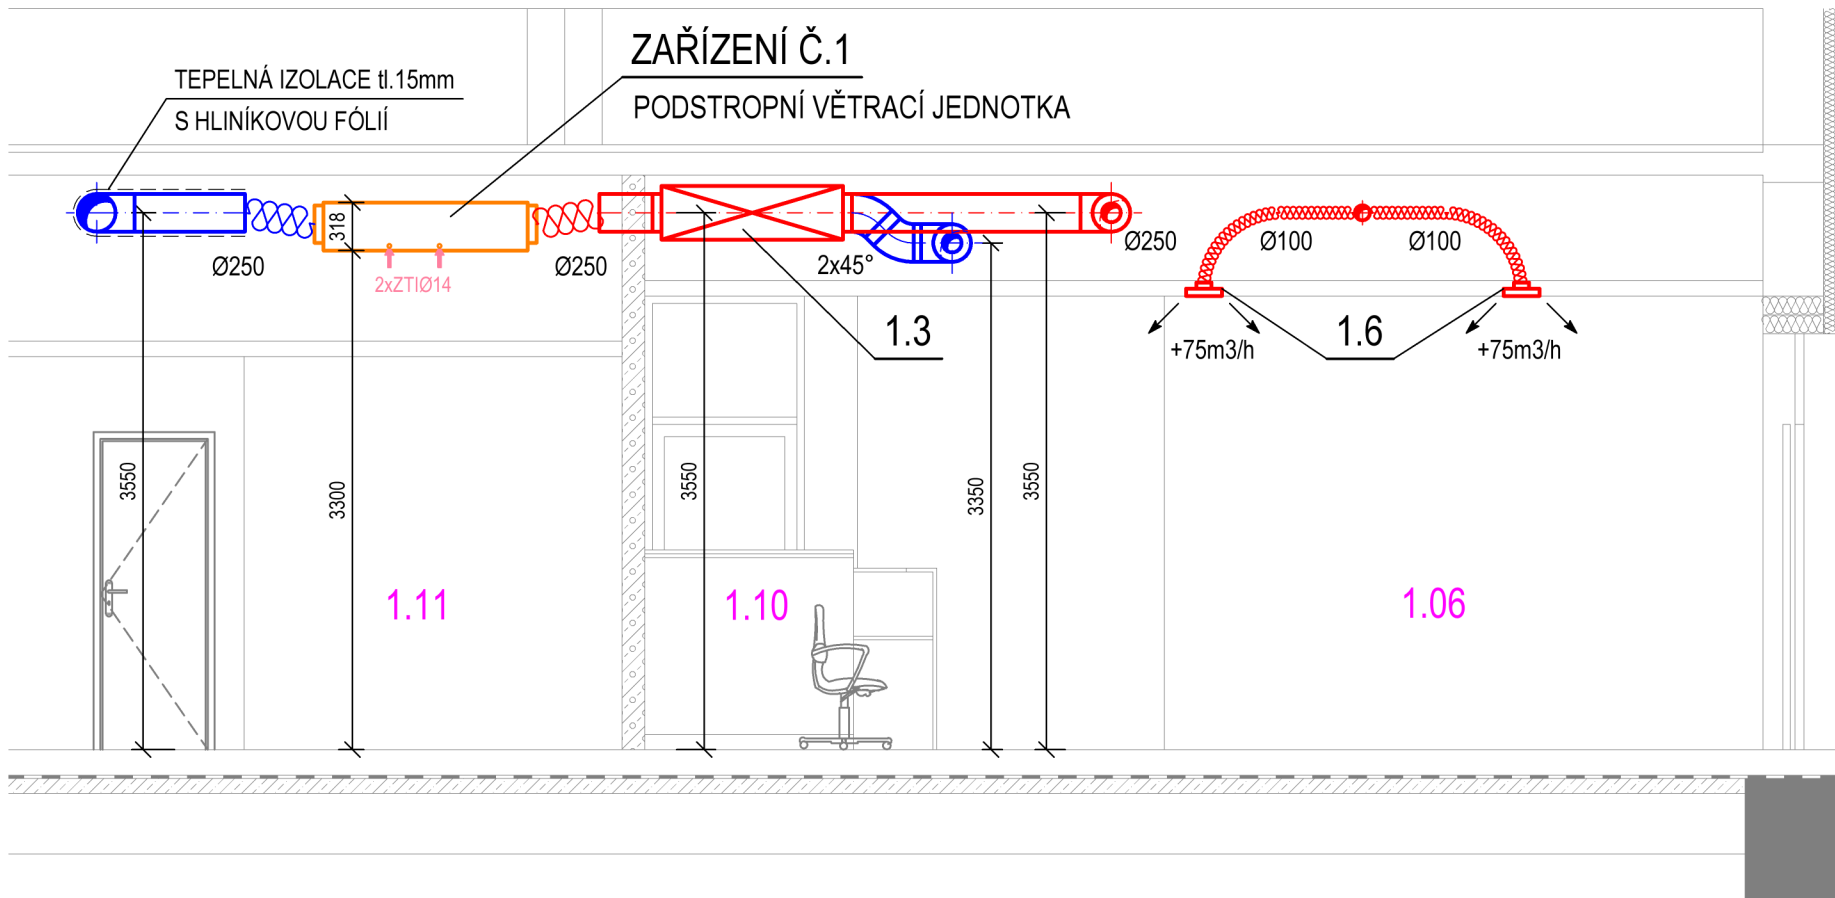 ZAŘÍZENÍ Č.1
PODSTROPNÍ VĚTRACÍ JEDNOTKA
TEPELNÁ IZOLACE tl.15mm
S HLINÍKOVOU FÓLIÍ
318
Ø250
2xZTIØ14
Ø250
2x45°
Ø250
Ø100
Ø100
1.3
1.6
+75m3/h
+75m3/h
3550
3300
3550
3350
3550
1.11
1.10
1.06